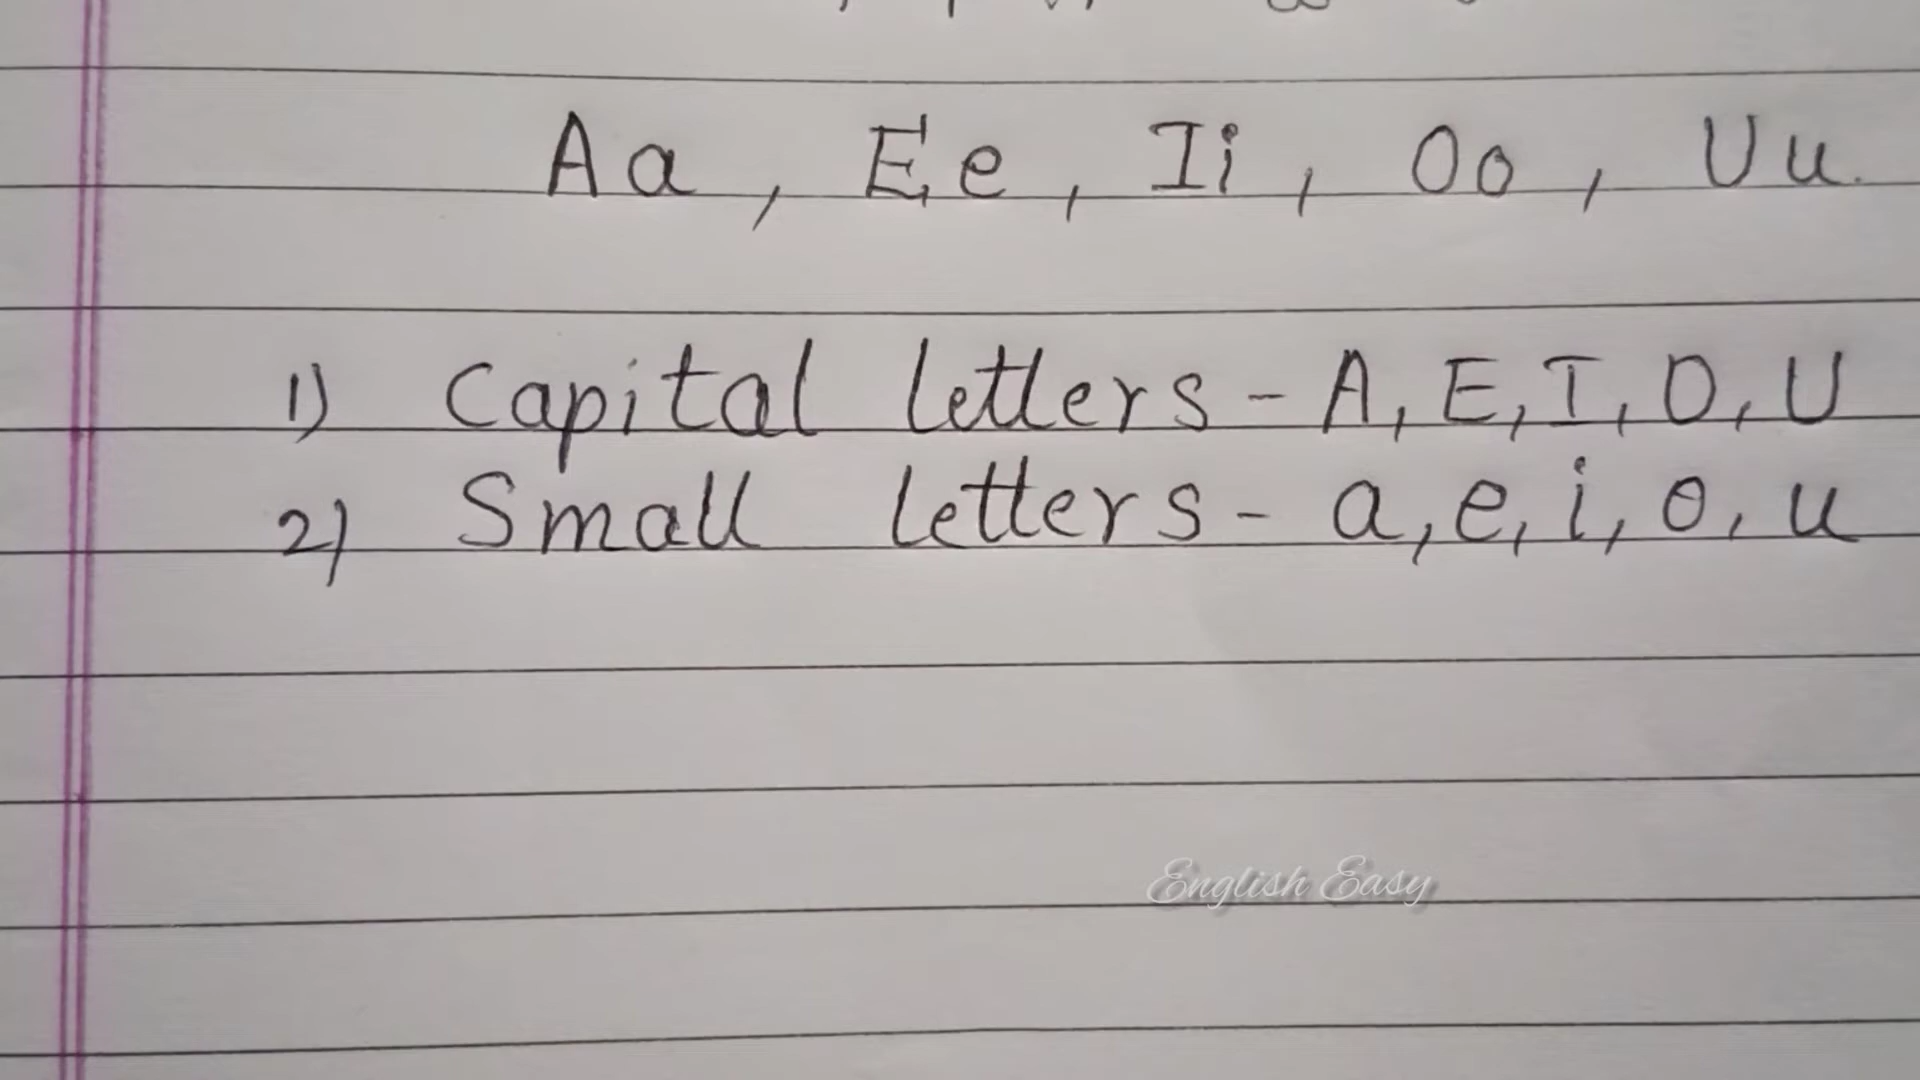 Aa, Ee, Ii, Oo, Uu.
1) Capital letters - A, E, I, O, U
2) Small letters - a, e, i, o, u
English Easy